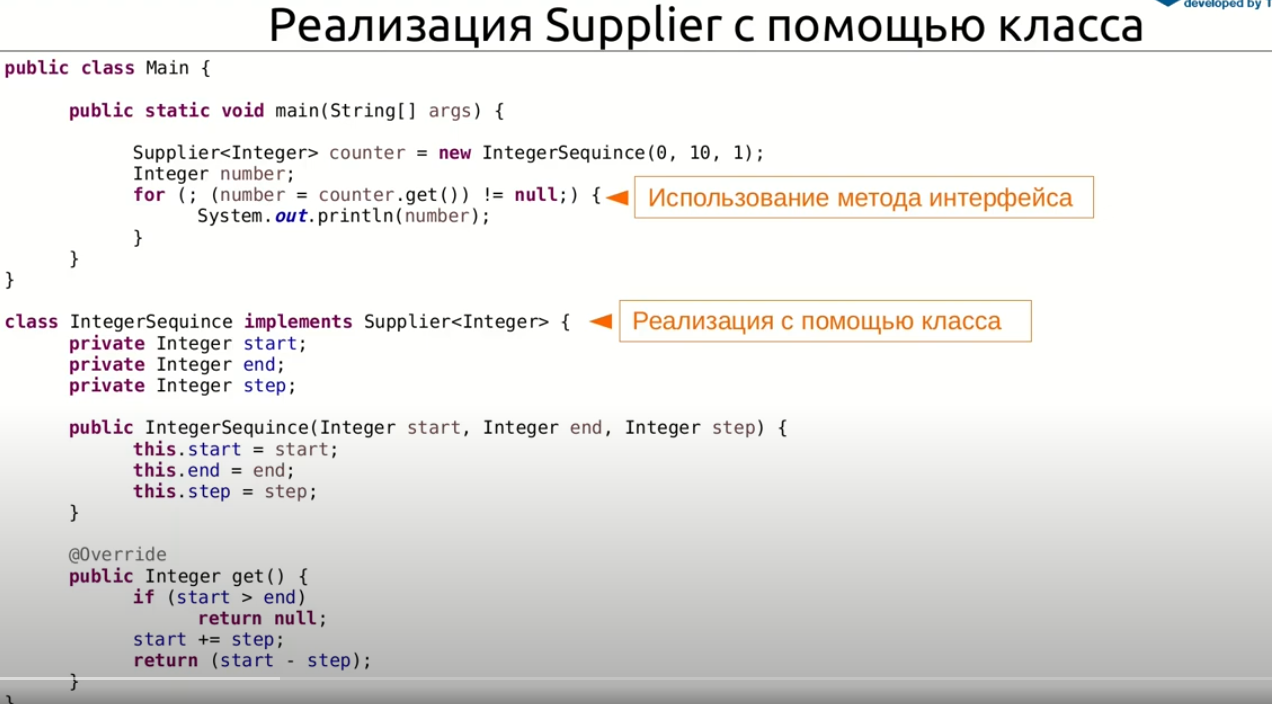 developed by
Реализация Supplier с помощью класса
public class Main {
public static void main(String[] args) {
Supplier<Integer> counter = new IntegerSequince(0, 10, 1);
Integer number;
for (; (number = counter.get()) != null;) {
Использование метода интерфейса
System.out.println(number);
}
}
}
class IntegerSequince implements Supplier<Integer> {
Реализация с помощью класса
private Integer start;
private Integer end;
private Integer step;
public IntegerSequince(Integer start, Integer end, Integer step) {
this.start = start;
this.end = end;
this.step = step;
}
@Override
public Integer get() {
if (start > end)
return null;
start += step;
return (start - step);
}
}